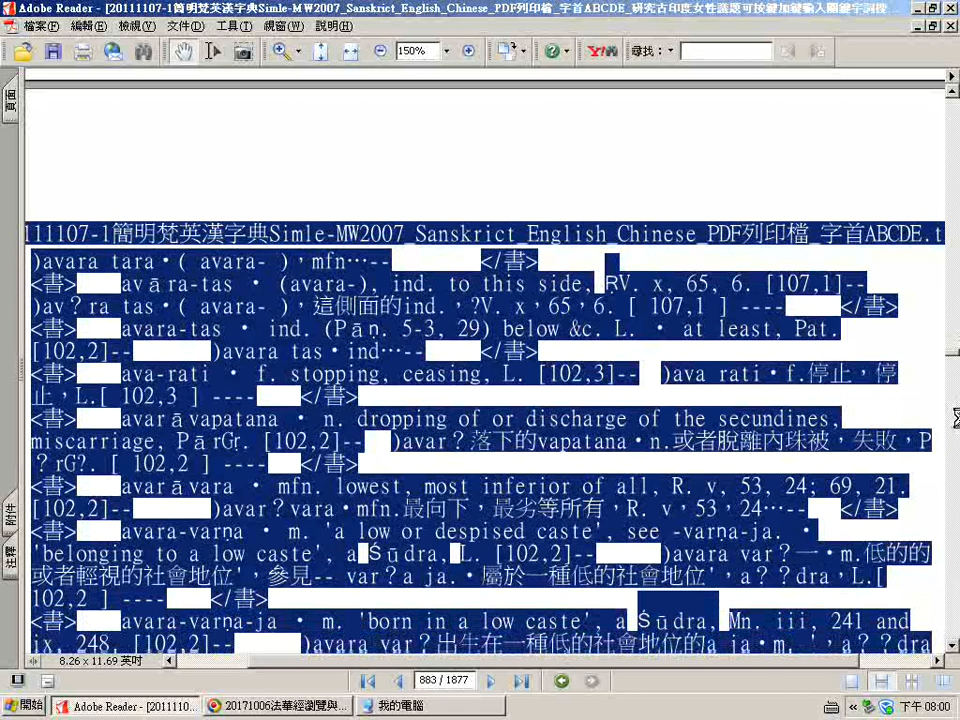 Adobe Reader - [20111107-1簡明梵英漢字典Simle-MW2007_Sanskrict_English_Chinese_PDF列印檔_字首ABCDE_研究古印度女性議題可按鍵加鍵輸入關鍵字詞搜...
檔案(F) 編輯(E) 檢視(V) 文件(D) 工具(T) 視窗(W) 說明(H)
150% Y! 尋找:
頁面
111107-1簡明梵英漢字典Simle-MW2007_Sanskrict_English_Chinese_PDF列印檔_字首ABCDE.t
)avara tara‧( avara- ),mfn…-- </書>
<書> avāra-tas ‧ (avara-), ind. to this side, ṚV. x, 65, 6. [107,1]--
)av?ra tas‧( avara- ),這側面的ind.,?V. x,65,6.[ 107,1 ] ---- </書>
<書> avara-tas ‧ ind. (Pāṇ. 5-3, 29) below &c. L. ‧ at least, Pat.
[102,2]-- )avara tas‧ind…-- </書>
<書> ava-rati ‧ f. stopping, ceasing, L. [102,3]-- )ava rati‧f.停止,停
止,L.[ 102,3 ] ---- </書>
<書> avarāvapatana ‧ n. dropping of or discharge of the secundines,
miscarriage, PārGṛ. [102,2]-- )avar?落下的vapatana‧n.或者脫離內珠被,失敗,P
?rG?. [ 102,2 ] ---- </書>
<書> avarāvara ‧ mfn. lowest, most inferior of all, R. v, 53, 24; 69, 21.
[102,2]-- )avar?vara‧mfn.最向下,最劣等所有,R. v,53,24…-- </書>
<書> avara-varṇa ‧ m. 'a low or despised caste', see -varṇa-ja. ‧
'belonging to a low caste', a Śūdra, L. [102,2]-- )avara var?一‧m.低的的
或者輕視的社會地位',參見-- var?a ja.‧屬於一種低的社會地位',a??dra,L.[
102,2 ] ---- </書>
<書> avara-varṇa-ja ‧ m. 'born in a low caste', a Śūdra, Mn. iii, 241 and
ix, 248. [102,2]-- )avara var?出生在一種低的社會地位的a ja‧m. ',a??dra
附件
注釋
8.26 x 11.69 英吋
883 / 1877
開始 Adobe Reader - [2011110... 20171006法華經瀏覽與... 我的電腦 « 下午 08:00